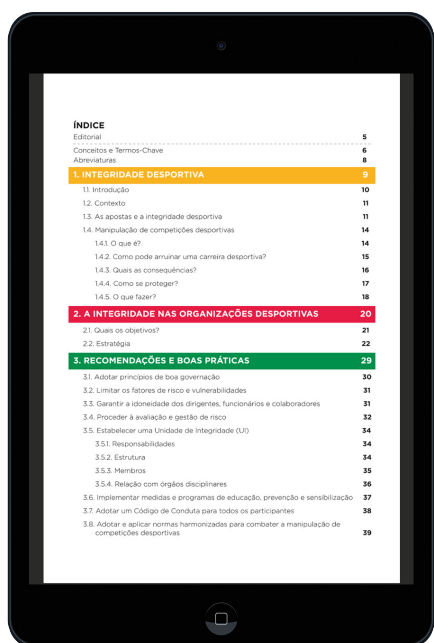 ÍNDICE
Editorial 5
Conceitos e Termos-Chave 6
Abreviaturas 8
1. INTEGRIDADE DESPORTIVA 9
1.1. Introdução 10
1.2. Contexto 11
1.3. As apostas e a integridade desportiva 11
1.4. Manipulação de competições desportivas 14
1.4.1. O que é? 14
1.4.2. Como pode arruinar uma carreira desportiva? 15
1.4.3. Quais as consequências? 16
1.4.4. Como se proteger? 17
1.4.5. O que fazer? 18
2. A INTEGRIDADE NAS ORGANIZAÇÕES DESPORTIVAS 20
2.1. Quais os objetivos? 21
2.2. Estratégia 22
3. RECOMENDAÇÕES E BOAS PRÁTICAS 29
3.1. Adotar princípios de boa governação 30
3.2. Limitar os fatores de risco e vulnerabilidades 31
3.3. Garantir a idoneidade dos dirigentes, funcionários e colaboradores 31
3.4. Proceder à avaliação e gestão de risco 32
3.5. Estabelecer uma Unidade de Integridade (UI) 34
3.5.1. Responsabilidades 34
3.5.2. Estrutura 34
3.5.3. Membros 35
3.5.4. Relação com órgãos disciplinares 36
3.6. Implementar medidas e programas de educação, prevenção e sensibilização 37
3.7. Adotar um Código de Conduta para todos os participantes 38
3.8. Adotar e aplicar normas harmonizadas para combater a manipulação de
competições desportivas 39